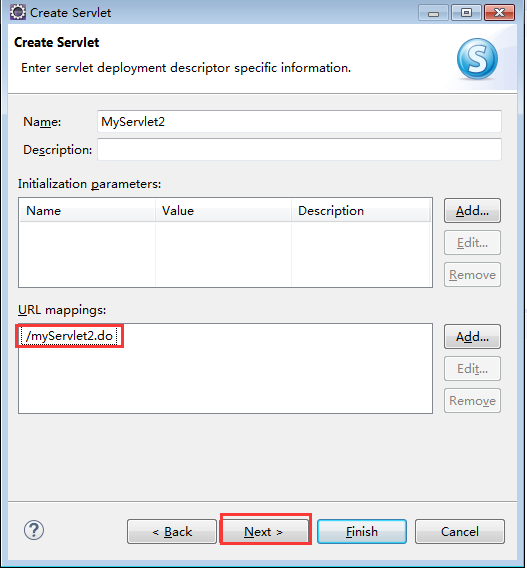 Create Servlet
Create Servlet
Enter servlet deployment descriptor specific information.
S
Name: MyServlet2
Description:
Initialization parameters:
Name Value Description
Add...
Edit...
Remove
URL mappings:
/myServlet2.do
Add...
Edit...
Remove
? < Back Next > Finish Cancel